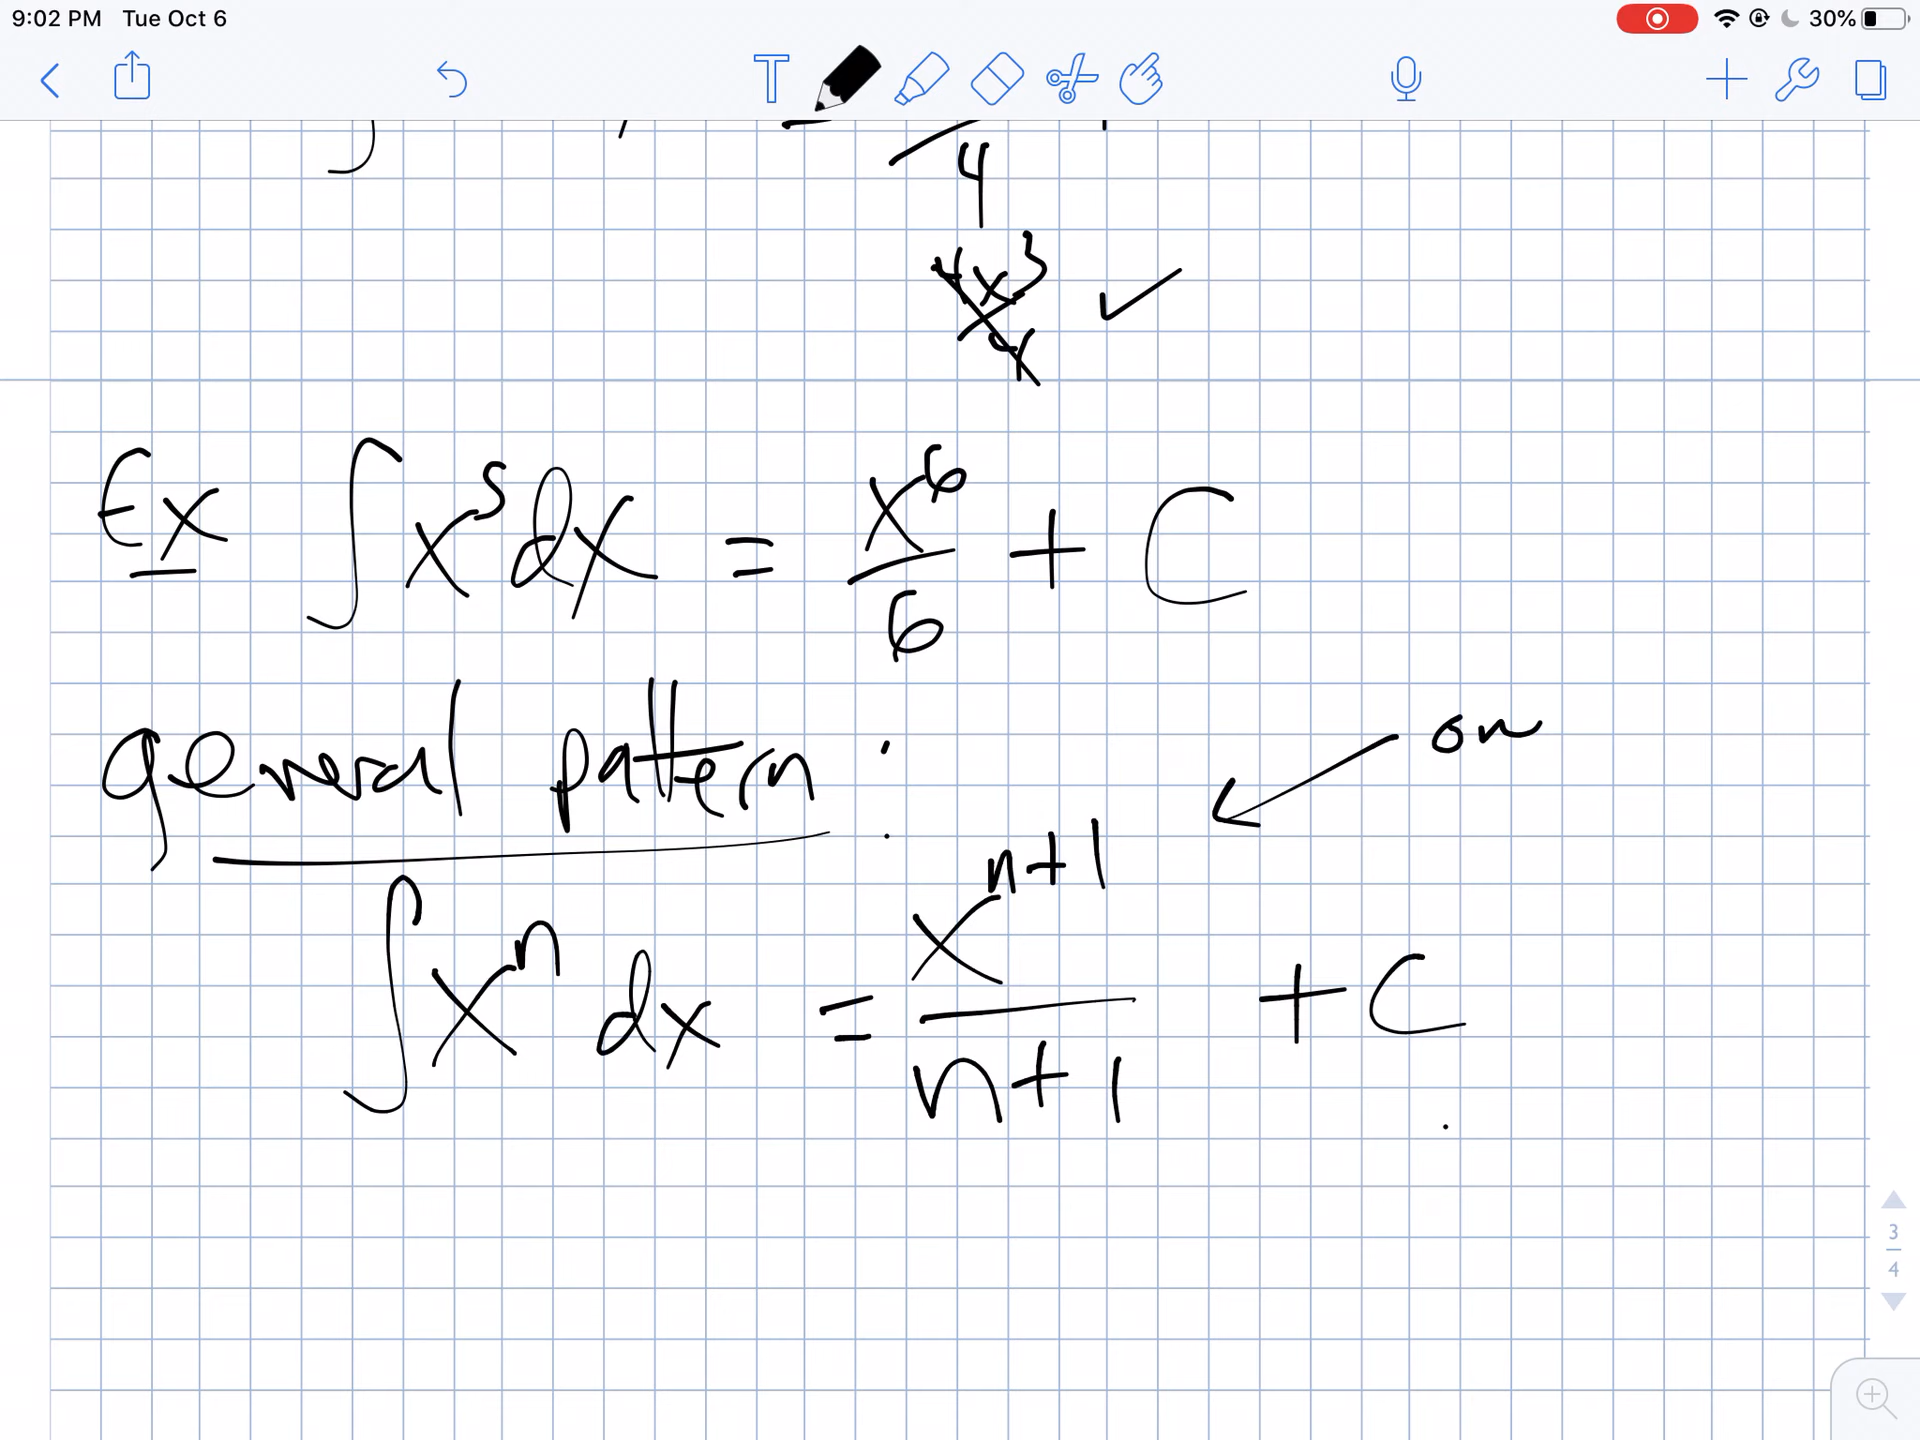 9:02 PM Tue Oct 6 30%
T
4
4x³
4
Ex ∫x⁵dx = x⁶/6 + C
general pattern :
on
∫xⁿ dx = xⁿ⁺¹/n+1 + C
3
4